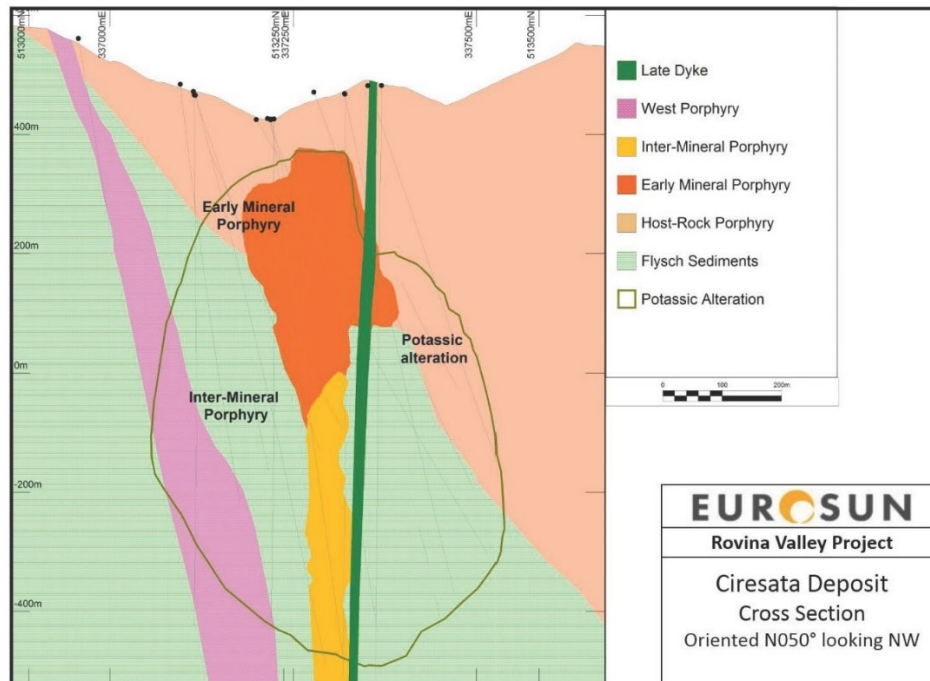 513000mN
337000mE
513250mN
337250mE
337500mE
513500mN
400m
200m
0m
-200m
-400m
Early Mineral
Porphyry
Potassic
alteration
Inter-Mineral
Porphyry
Late Dyke
West Porphyry
Inter-Mineral Porphyry
Early Mineral Porphyry
Host-Rock Porphyry
Flysch Sediments
Potassic Alteration
0 100 200m
EUROSUN
Rovina Valley Project
Ciresata Deposit
Cross Section
Oriented N050° looking NW